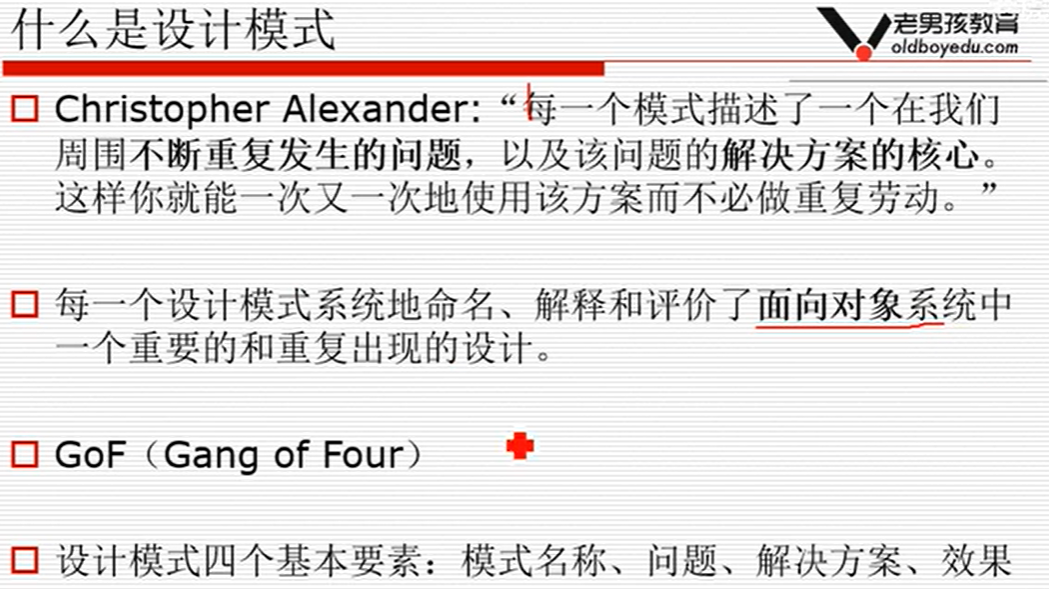 什么是设计模式
老男孩教育
oldboyedu.com
Christopher Alexander:“每一个模式描述了一个在我们
周围不断重复发生的问题，以及该问题的解决方案的核心。
这样你就能一次又一次地使用该方案而不必做重复劳动。”
每一个设计模式系统地命名、解释和评价了面向对象系统中
一个重要的和重复出现的设计。
GoF（Gang of Four）
设计模式四个基本要素：模式名称、问题、解决方案、效果